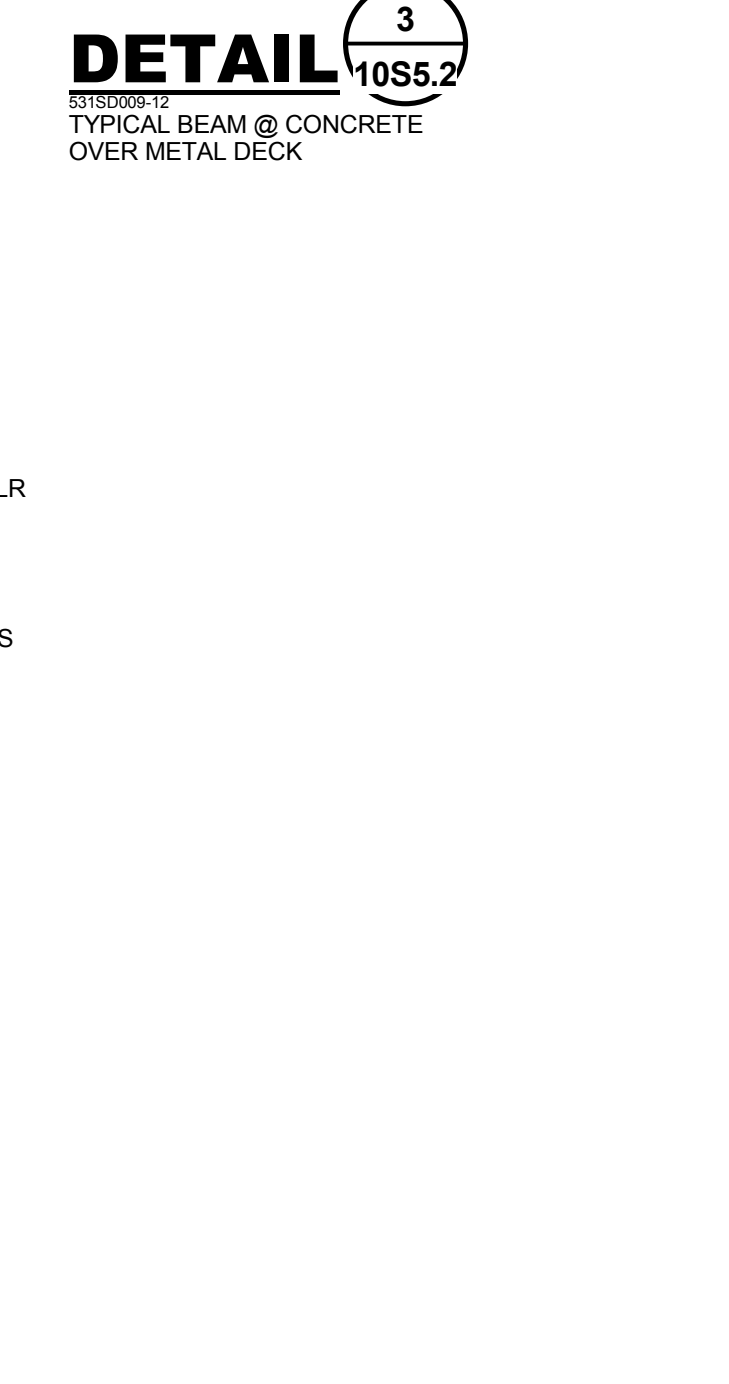 3
DETAIL
10S5.2
531SD009-12
TYPICAL BEAM @ CONCRETE
OVER METAL DECK
LR
S